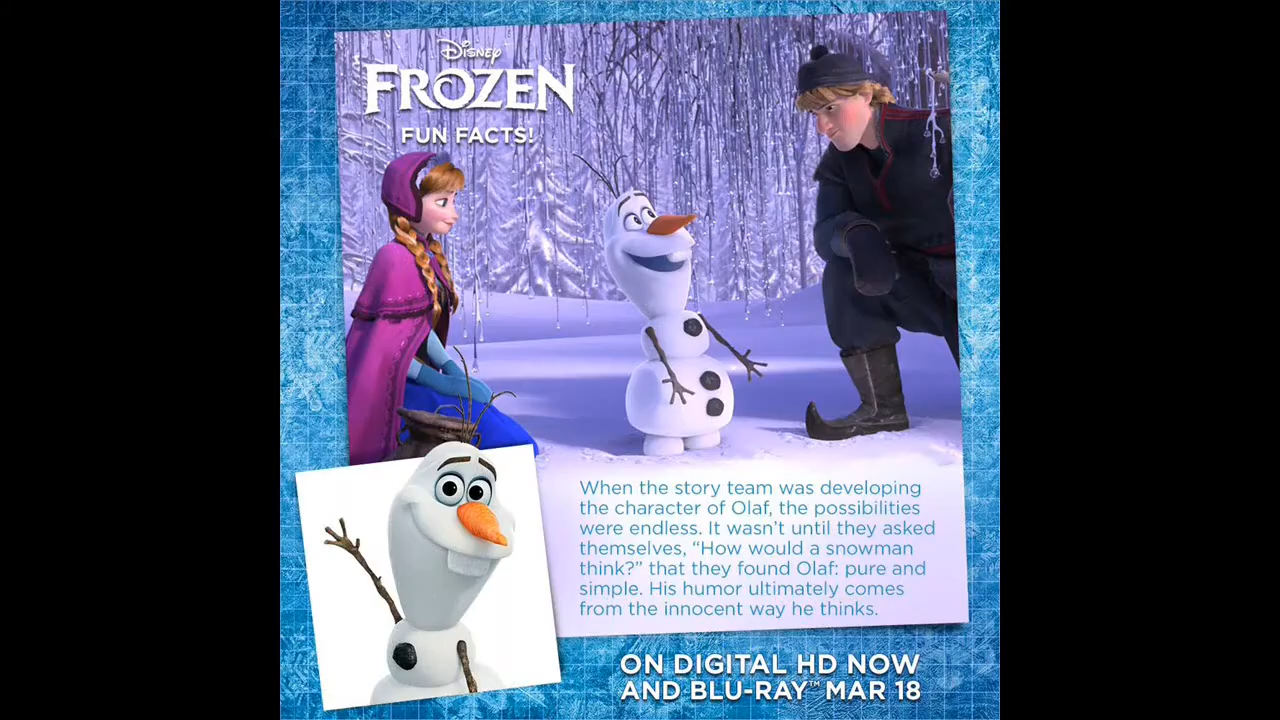 Disney
FROZEN
FUN FACTS!
When the story team was developing
the character of Olaf, the possibilities
were endless. It wasn't until they asked
themselves, “How would a snowman
think?” that they found Olaf: pure and
simple. His humor ultimately comes
from the innocent way he thinks.
ON DIGITAL HD NOW
AND BLU-RAY™ MAR 18